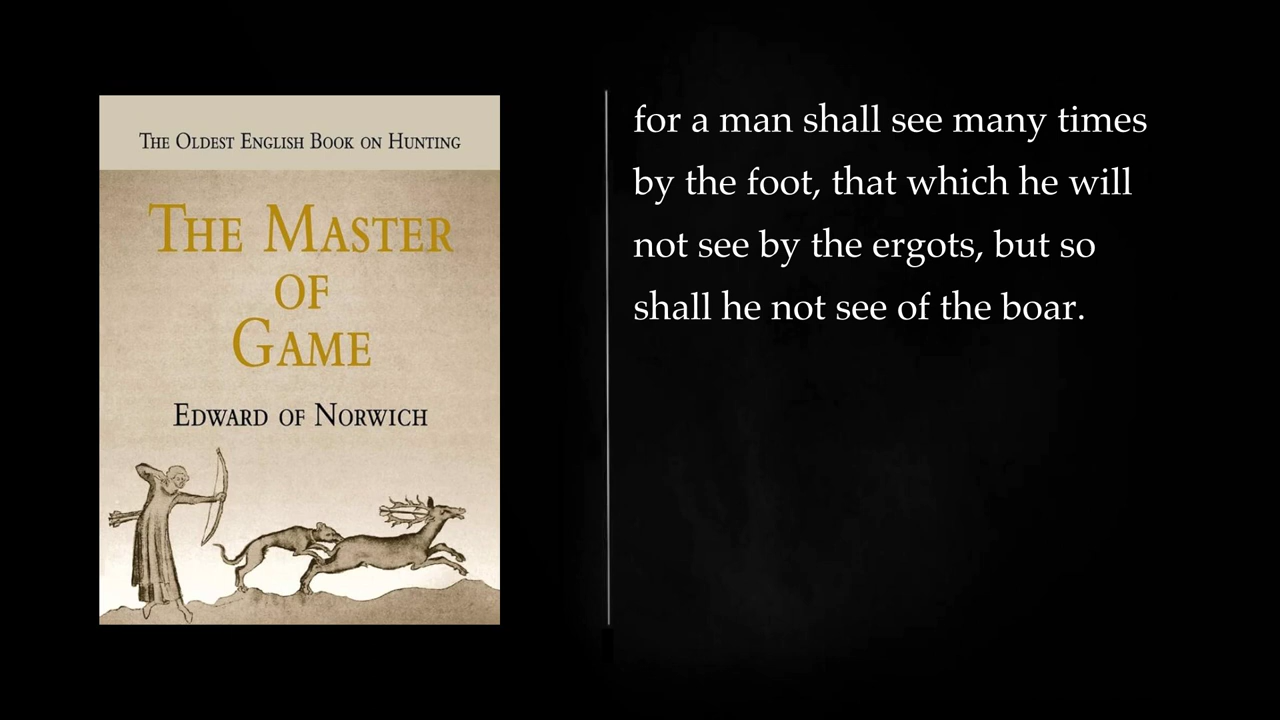 The Oldest English Book on Hunting
The Master
of
Game
Edward of Norwich
for a man shall see many times
by the foot, that which he will
not see by the ergots, but so
shall he not see of the boar.